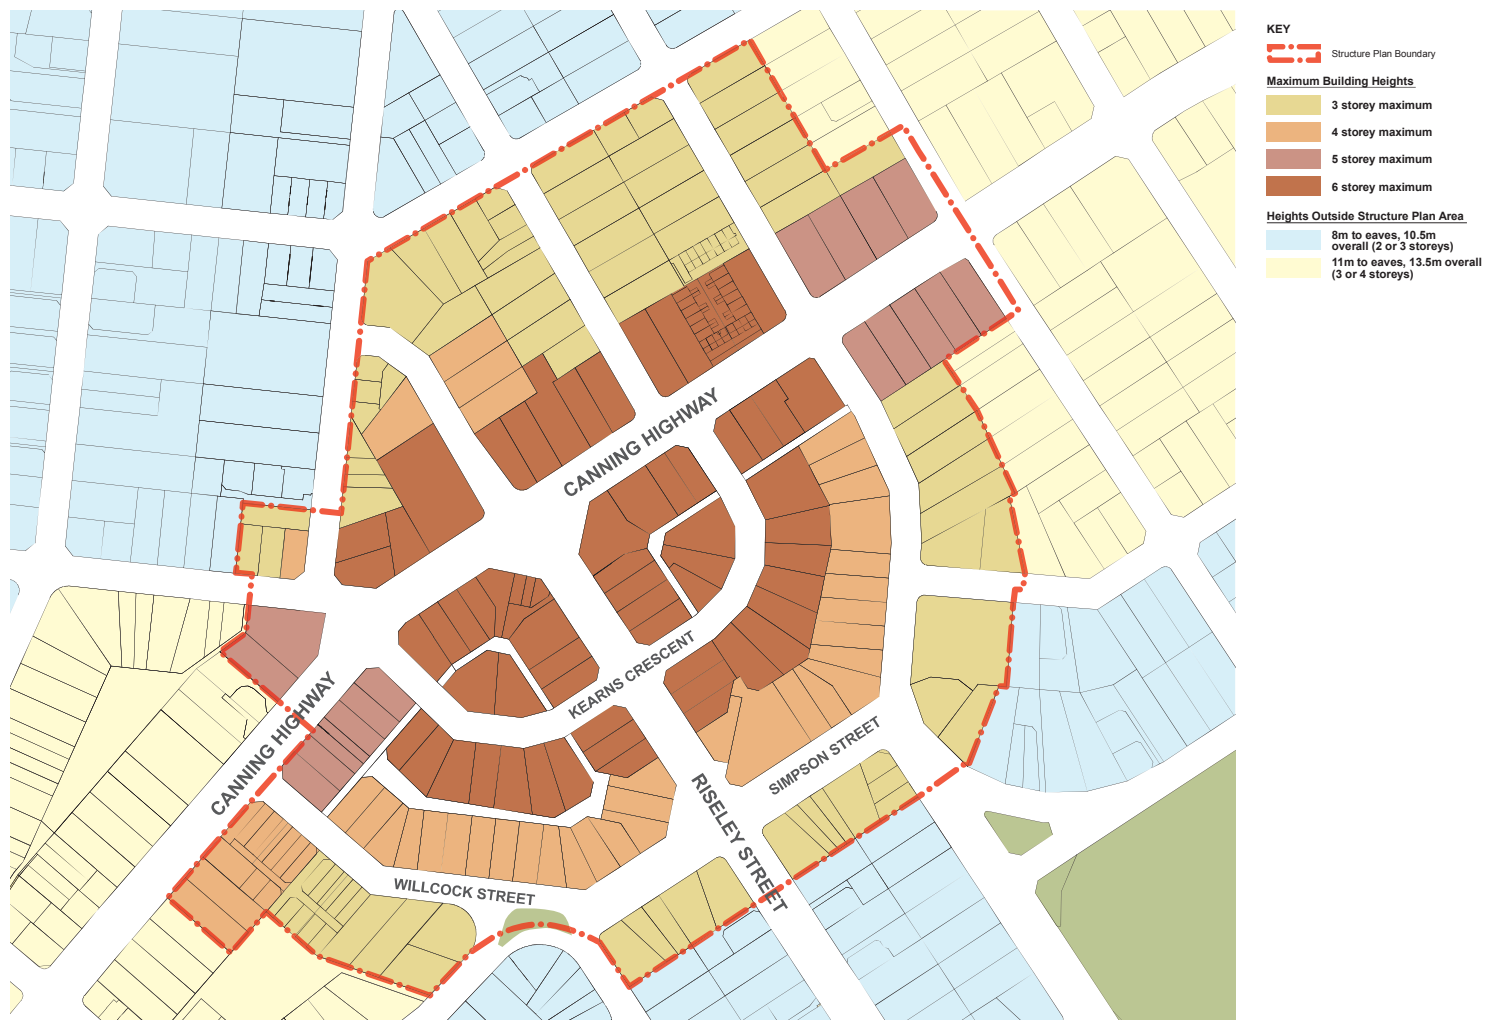 KEY
Structure Plan Boundary
Maximum Building Heights
3 storey maximum
4 storey maximum
5 storey maximum
6 storey maximum
Heights Outside Structure Plan Area
8m to eaves, 10.5m
overall (2 or 3 storeys)
11m to eaves, 13.5m overall
(3 or 4 storeys)
CANNING HIGHWAY
KEARNS CRESCENT
CANNING HIGHWAY
SIMPSON STREET
RISELEY STREET
WILLCOCK STREET